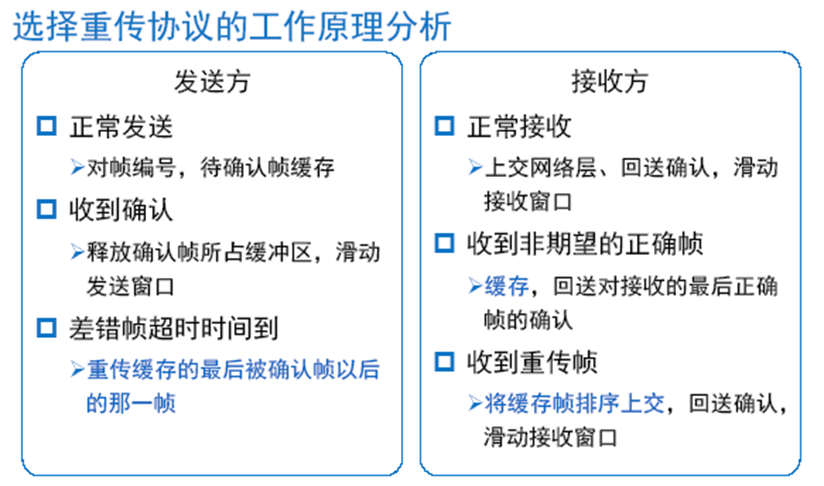 选择重传协议的工作原理分析
发送方
正常发送
对帧编号，待确认帧缓存
收到确认
释放确认帧所占缓冲区，滑动
发送窗口
差错帧超时时间到
重传缓存的最后被确认帧以后
的那一帧
接收方
正常接收
上交网络层、回送确认，滑动
接收窗口
收到非期望的正确帧
缓存，回送对接收的最后正确
帧的确认
收到重传帧
将缓存帧排序上交，回送确认，
滑动接收窗口